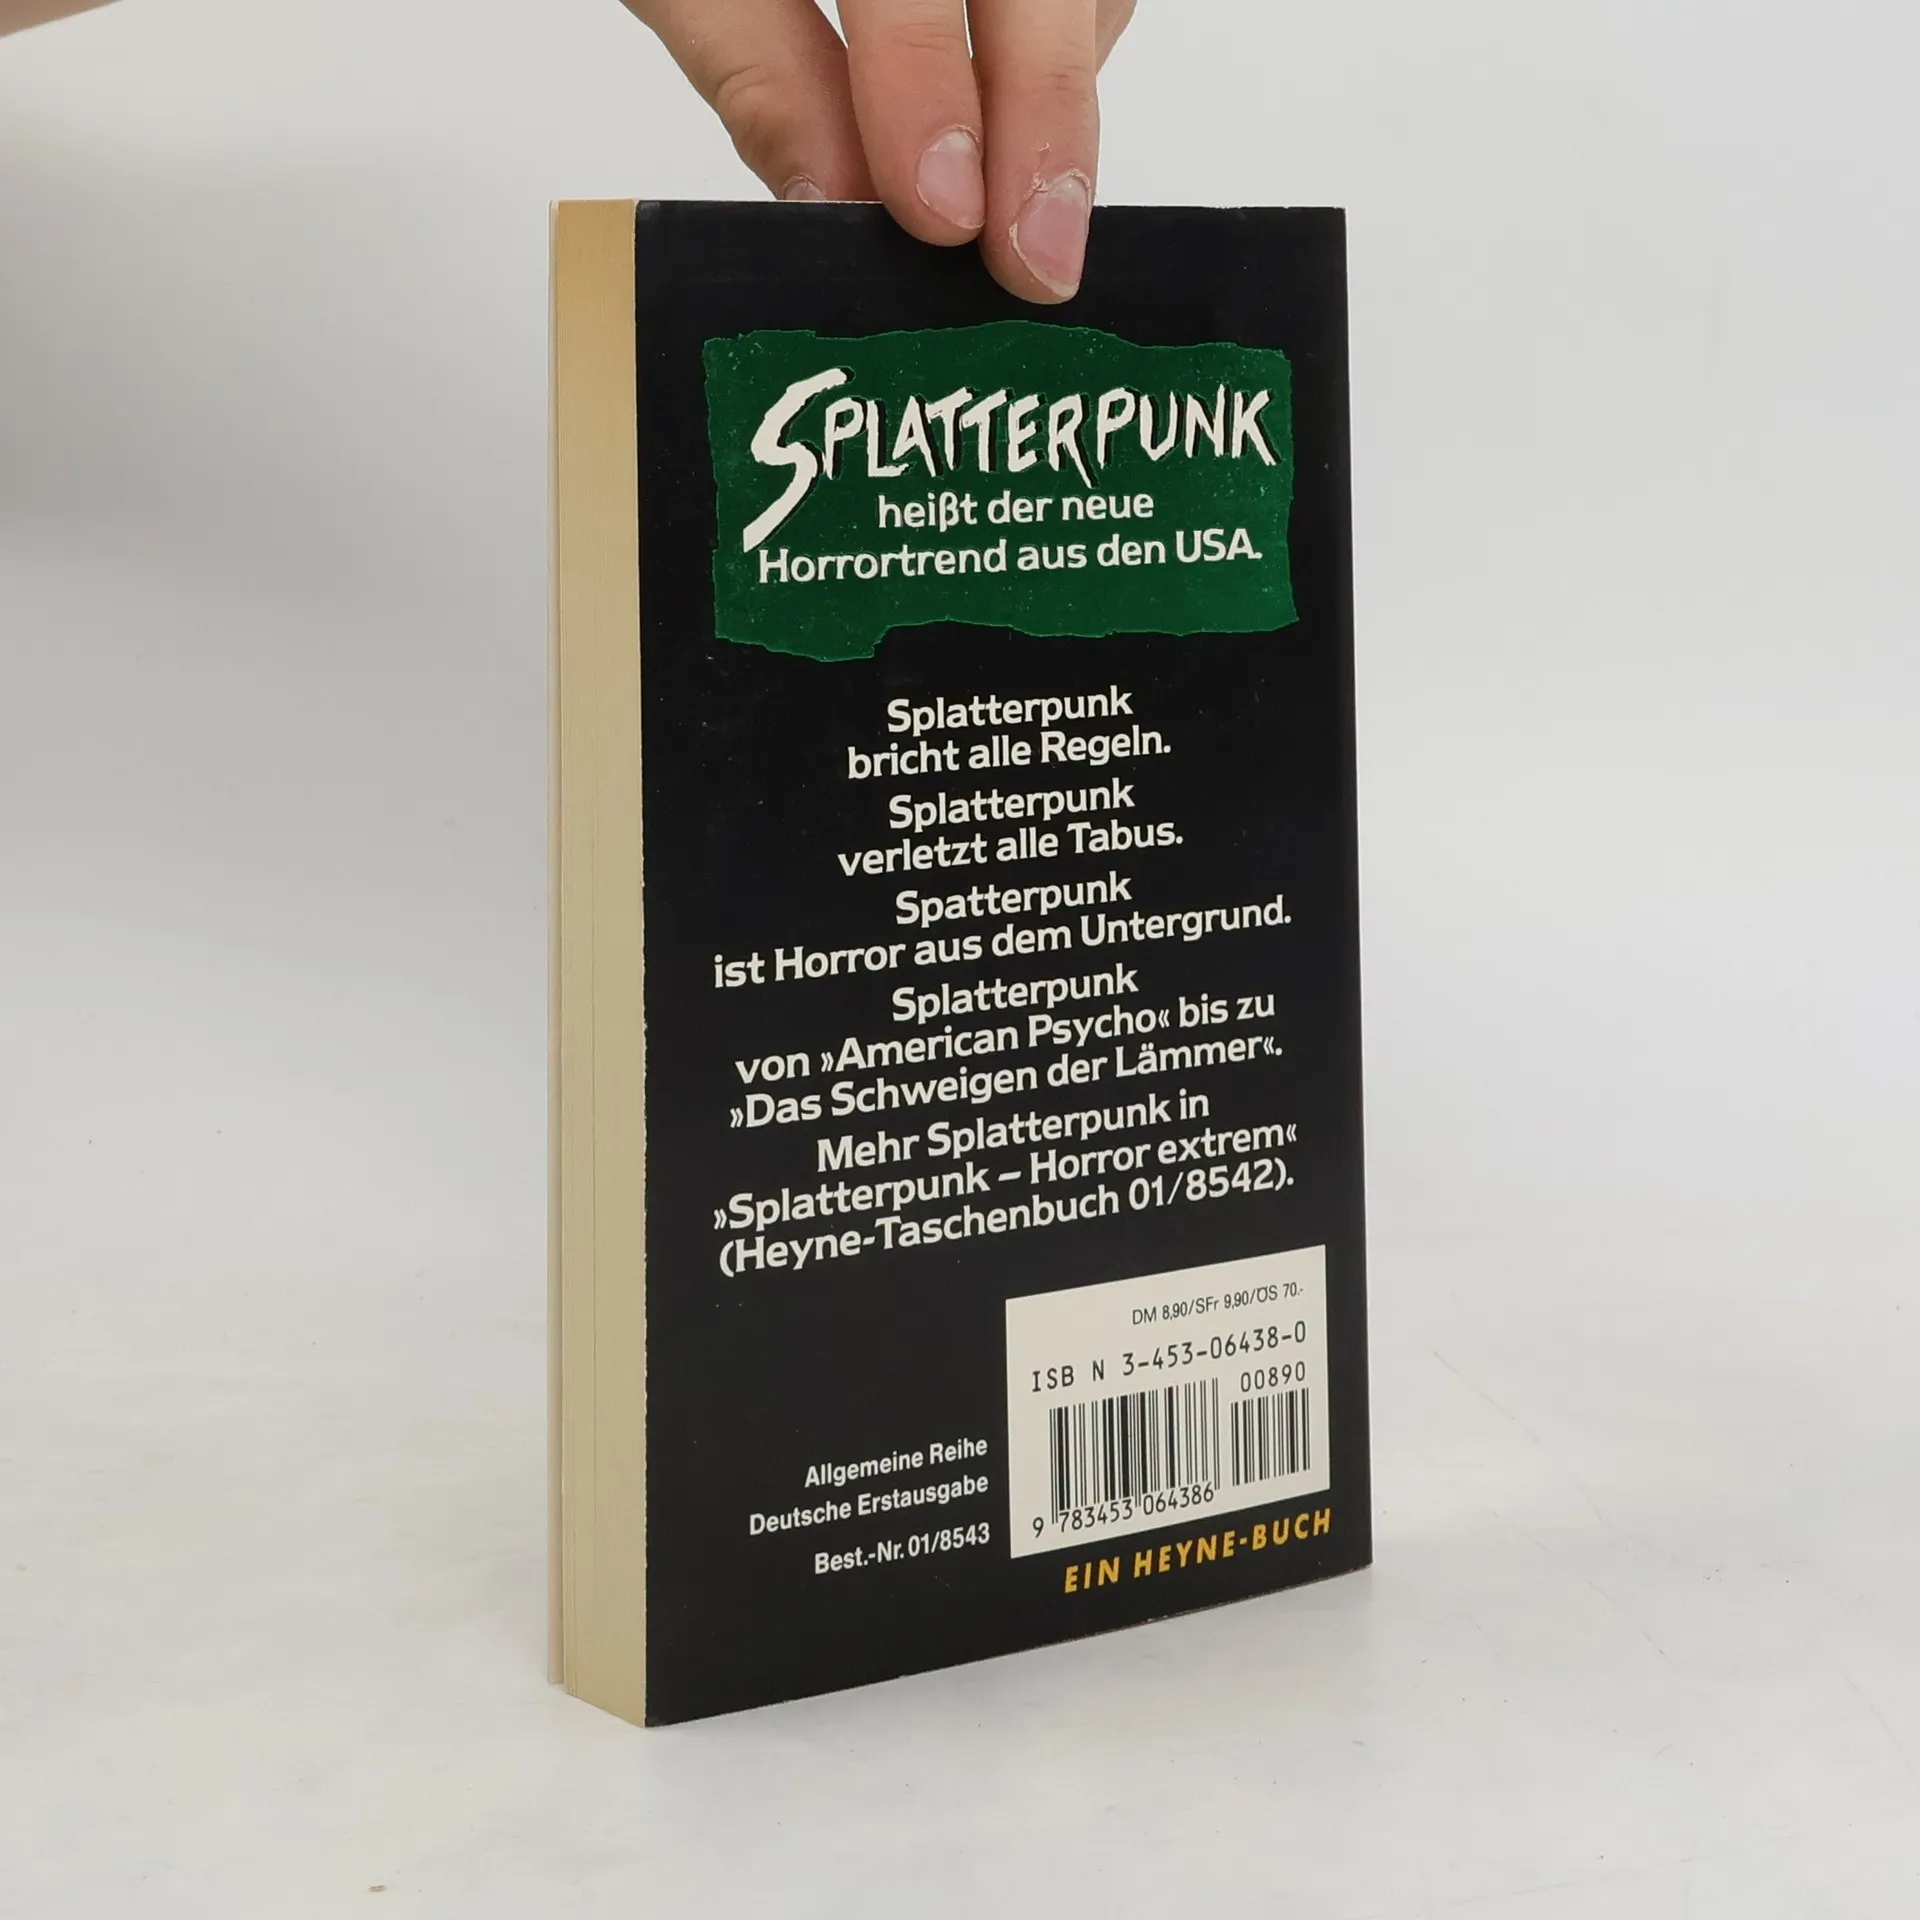 SPLATTERPUNK
heißt der neue
Horrortrend aus den USA.
Splatterpunk
bricht alle Regeln.
Splatterpunk
verletzt alle Tabus.
Spatterpunk
ist Horror aus dem Untergrund.
Splatterpunk
von »American Psycho« bis zu
»Das Schweigen der Lämmer«.
Mehr Splatterpunk in
»Splatterpunk – Horror extrem«
(Heyne-Taschenbuch 01/8542).
DM 8,90/SFr 9,90/ÖS 70.-
ISBN 3-453-06438-0
00890
9 783453 064386
Allgemeine Reihe
Deutsche Erstausgabe
Best.-Nr. 01/8543
EIN HEYNE-BUCH